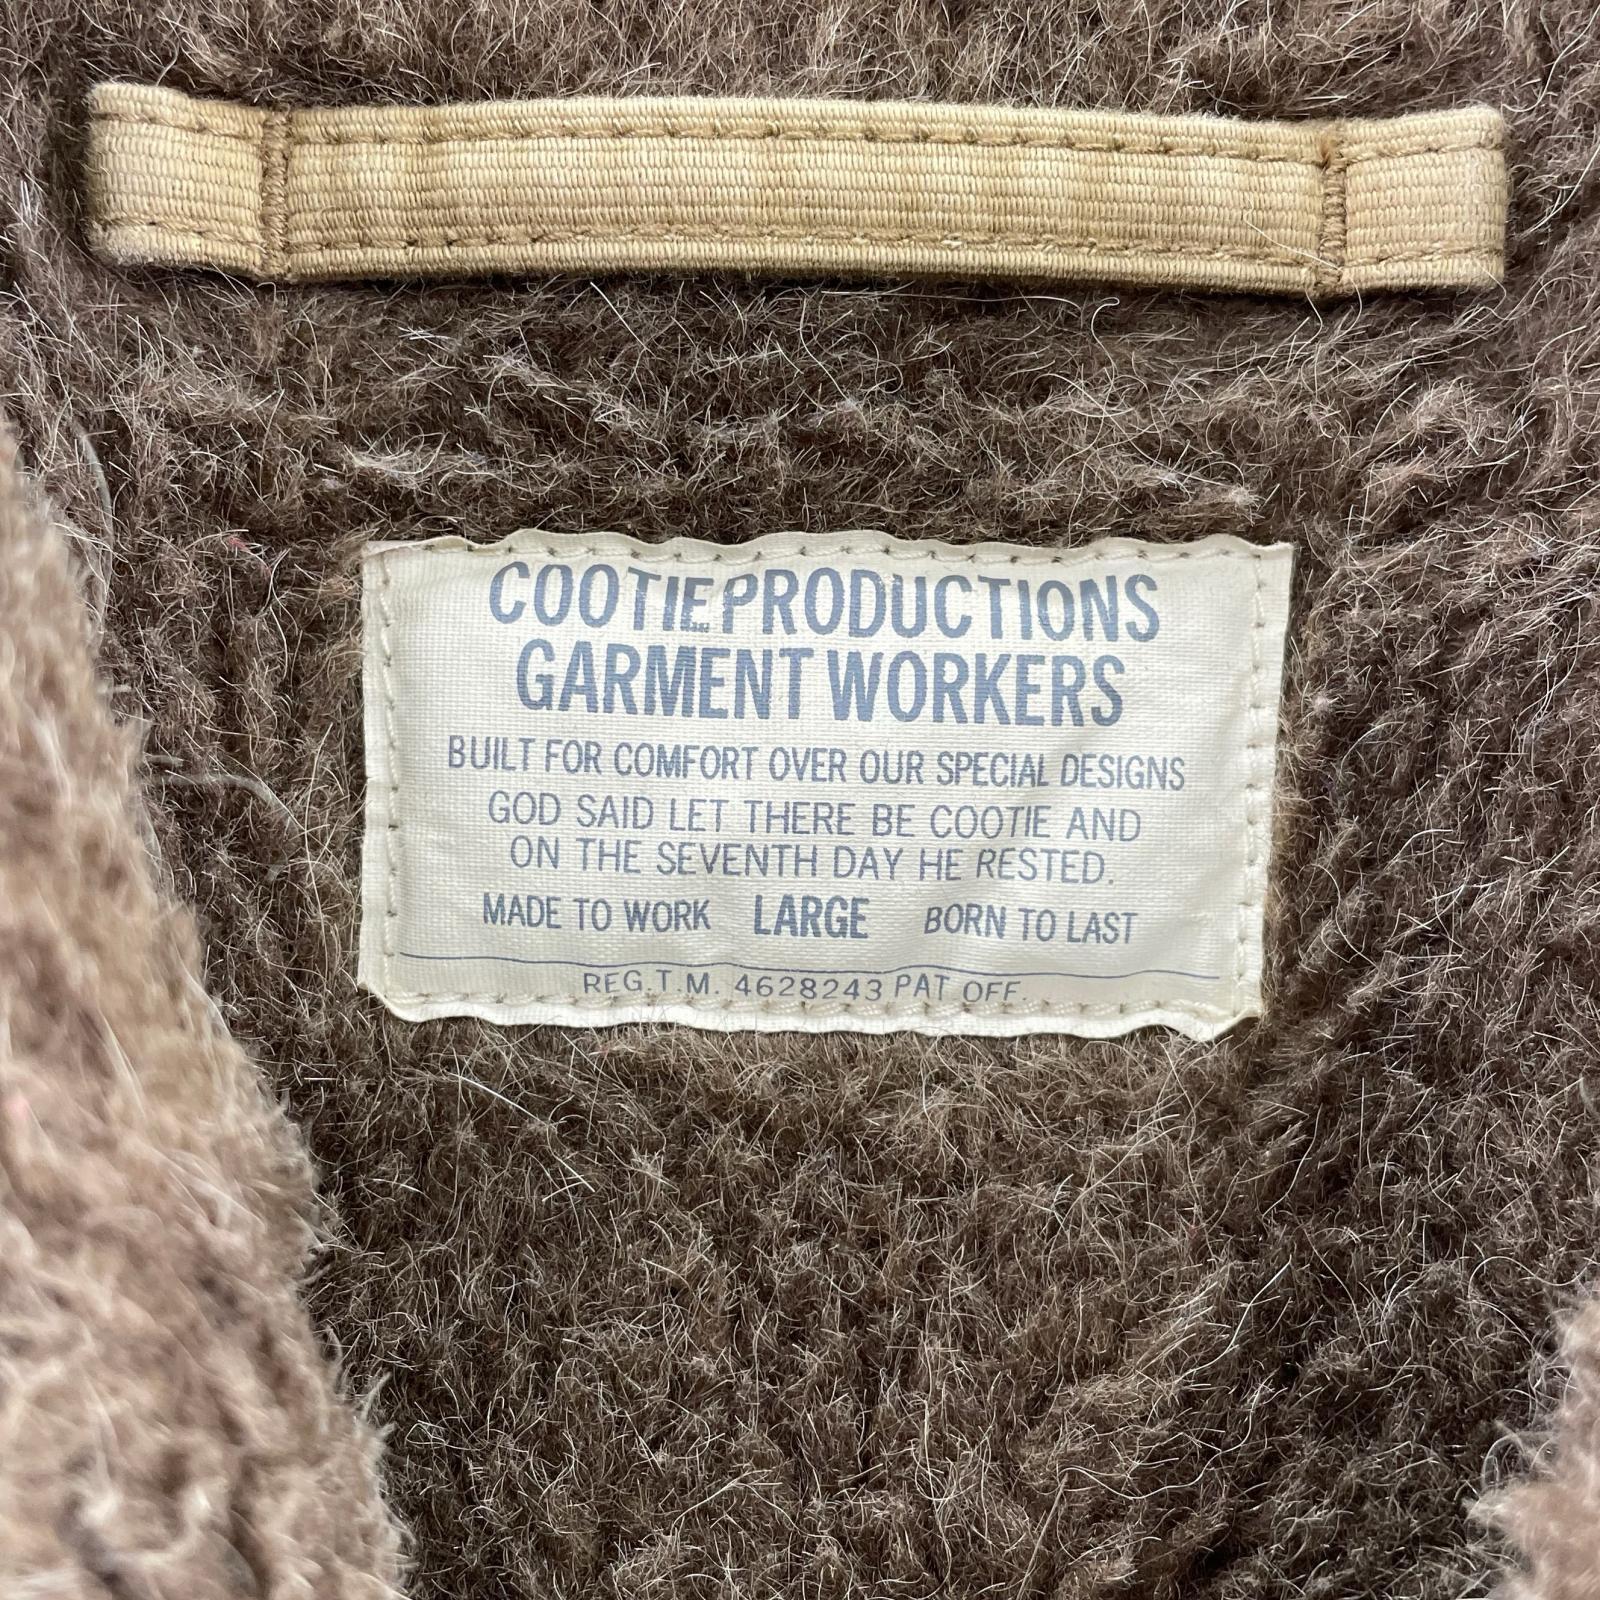 COOTIE PRODUCTIONS
GARMENT WORKERS
BUILT FOR COMFORT OVER OUR SPECIAL DESIGNS
GOD SAID LET THERE BE COOTIE AND
ON THE SEVENTH DAY HE RESTED.
MADE TO WORK LARGE BORN TO LAST
REG.T.M. 4628243 PAT OFF.